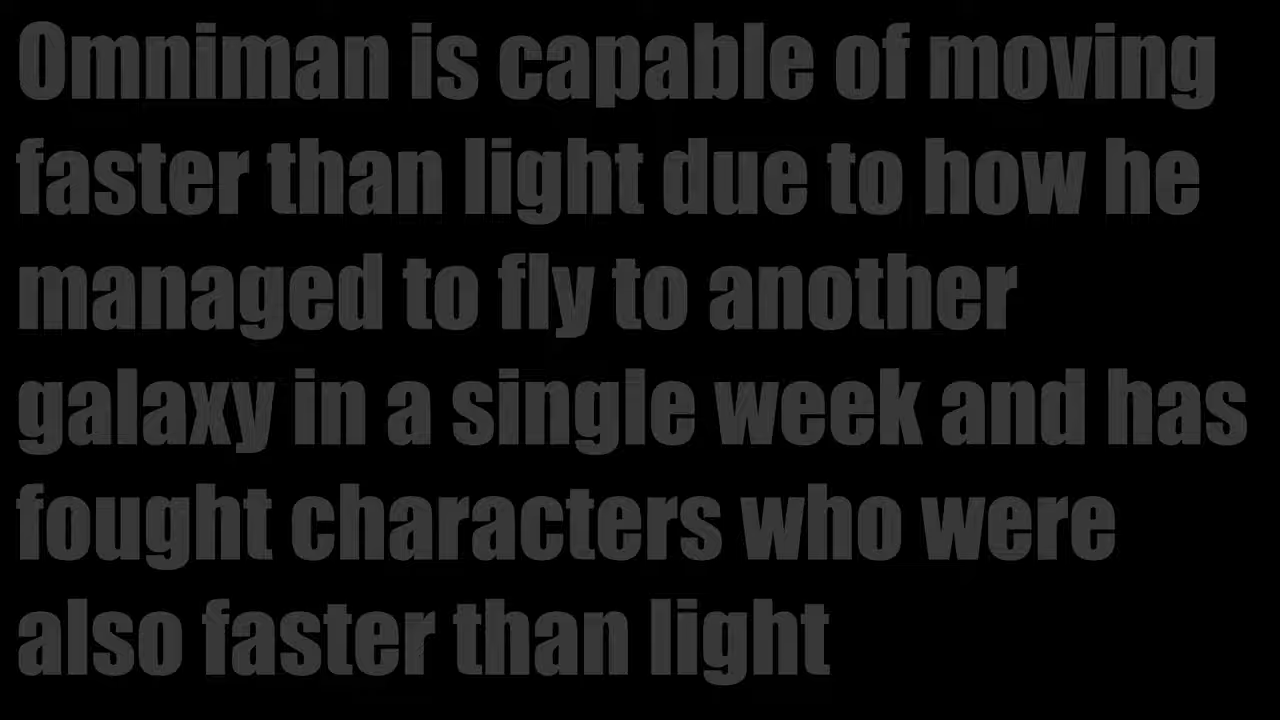 Omniman is capable of moving
faster than light due to how he
managed to fly to another
galaxy in a single week and has
fought characters who were
also faster than light